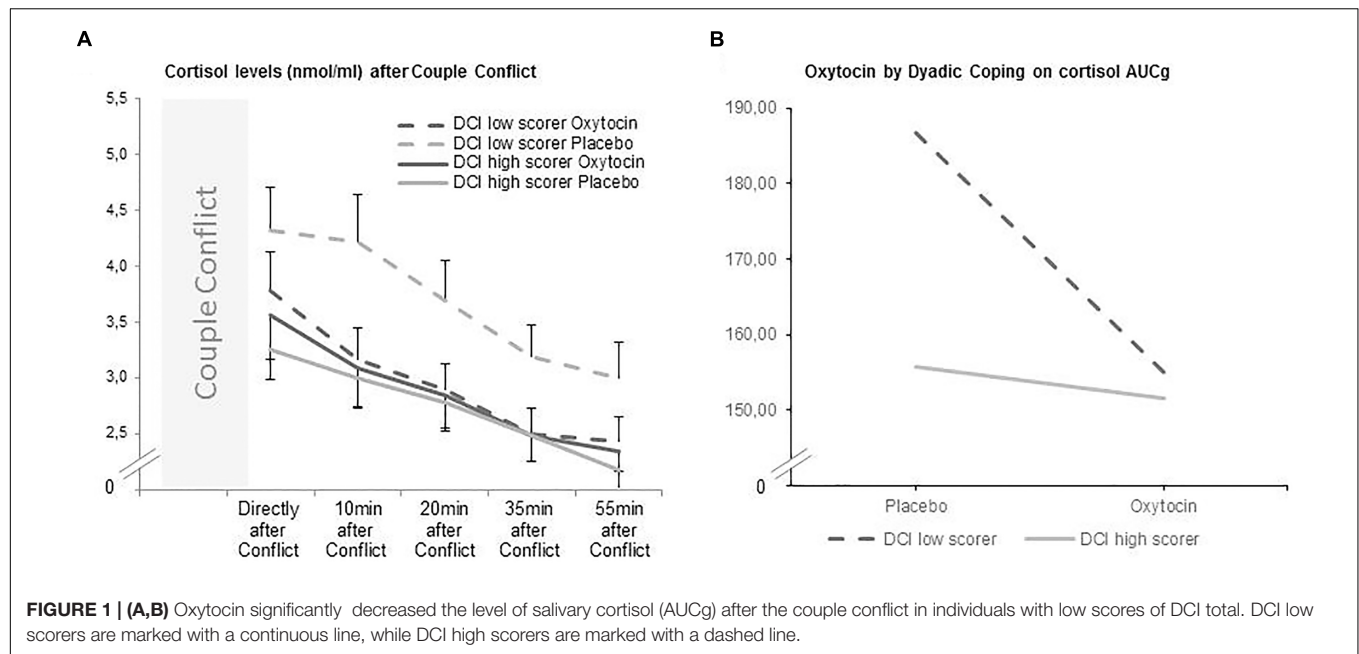 A
Cortisol levels (nmol/ml) after Couple Conflict
5,5
5,0
4,5
4,0
3,5
3,0
2,5
0
Couple Conflict
DCI low scorer Oxytocin
DCI low scorer Placebo
DCI high scorer Oxytocin
DCI high scorer Placebo
Directly
after
Conflict
10min
after
Conflict
20min
after
Conflict
35min
after
Conflict
55min
after
Conflict
B
Oxytocin by Dyadic Coping on cortisol AUCg
190,00
180,00
170,00
160,00
150,00
0
Placebo
Oxytocin
DCI low scorer
DCI high scorer
FIGURE 1 | (A,B) Oxytocin significantly decreased the level of salivary cortisol (AUCg) after the couple conflict in individuals with low scores of DCI total. DCI low
scorers are marked with a continuous line, while DCI high scorers are marked with a dashed line.